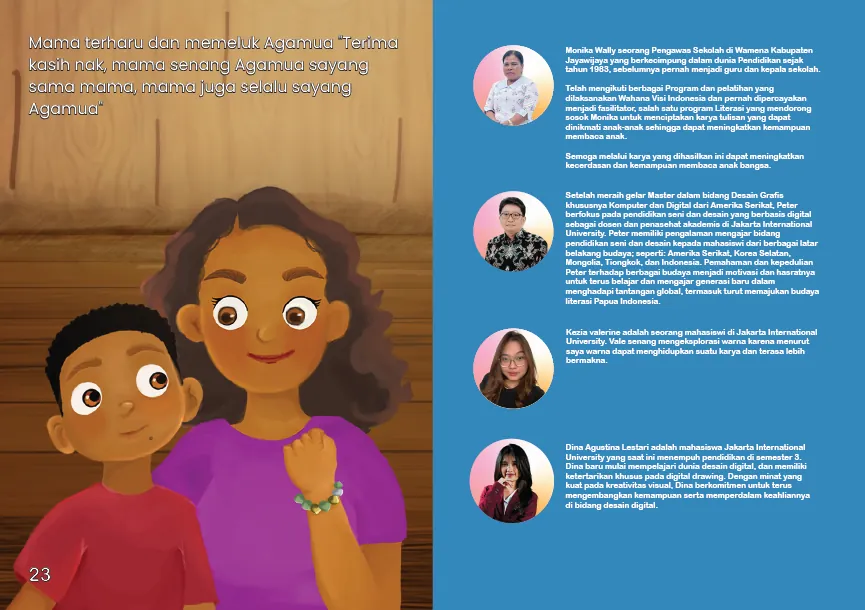 Mama terharu dan memeluk Agamua "Terima
kasih nak, mama senang Agamua sayang
sama mama, mama juga selalu sayang
Agamua"
23
Monika Wally seorang Pengawas Sekolah di Wamena Kabupaten
Jayawijaya yang berkecimpung dalam dunia Pendidikan sejak
tahun 1983, sebelumnya pernah menjadi guru dan kepala sekolah.
Telah mengikuti berbagai Program dan pelatihan yang
dilaksanakan Wahana Visi Indonesia dan pernah dipercayakan
menjadi fasilitator, salah satu program Literasi yang mendorong
sosok Monika untuk menciptakan karya tulisan yang dapat
dinikmati anak-anak sehingga dapat meningkatkan kemampuan
membaca anak.
Semoga melalui karya yang dihasilkan ini dapat meningkatkan
kecerdasan dan kemampuan membaca anak bangsa.
Setelah meraih gelar Master dalam bidang Desain Grafis
khususnya Komputer dan Digital dari Amerika Serikat, Peter
berfokus pada pendidikan seni dan desain yang berbasis digital
sebagai dosen dan penasehat akademis di Jakarta International
University. Peter memiliki pengalaman mengajar bidang
pendidikan seni dan desain kepada mahasiswi dari berbagai latar
belakang budaya; seperti: Amerika Serikat, Korea Selatan,
Mongolia, Tiongkok, dan Indonesia. Pemahaman dan kepedulian
Peter terhadap berbagai budaya menjadi motivasi dan hasratnya
untuk terus belajar dan mengajar generasi baru dalam
menghadapi tantangan global, termasuk turut memajukan budaya
literasi Papua Indonesia.
Kezia valerine adalah seorang mahasiswi di Jakarta International
University. Vale senang mengeksplorasi warna karena menurut
saya warna dapat menghidupkan suatu karya dan terasa lebih
bermakna.
Dina Agustina Lestari adalah mahasiswa Jakarta International
University yang saat ini menempuh pendidikan di semester 3.
Dina baru mulai mempelajari dunia desain digital, dan memiliki
ketertarikan khusus pada digital drawing. Dengan minat yang
kuat pada kreativitas visual, Dina berkomitmen untuk terus
mengembangkan kemampuan serta memperdalam keahliannya
di bidang desain digital.